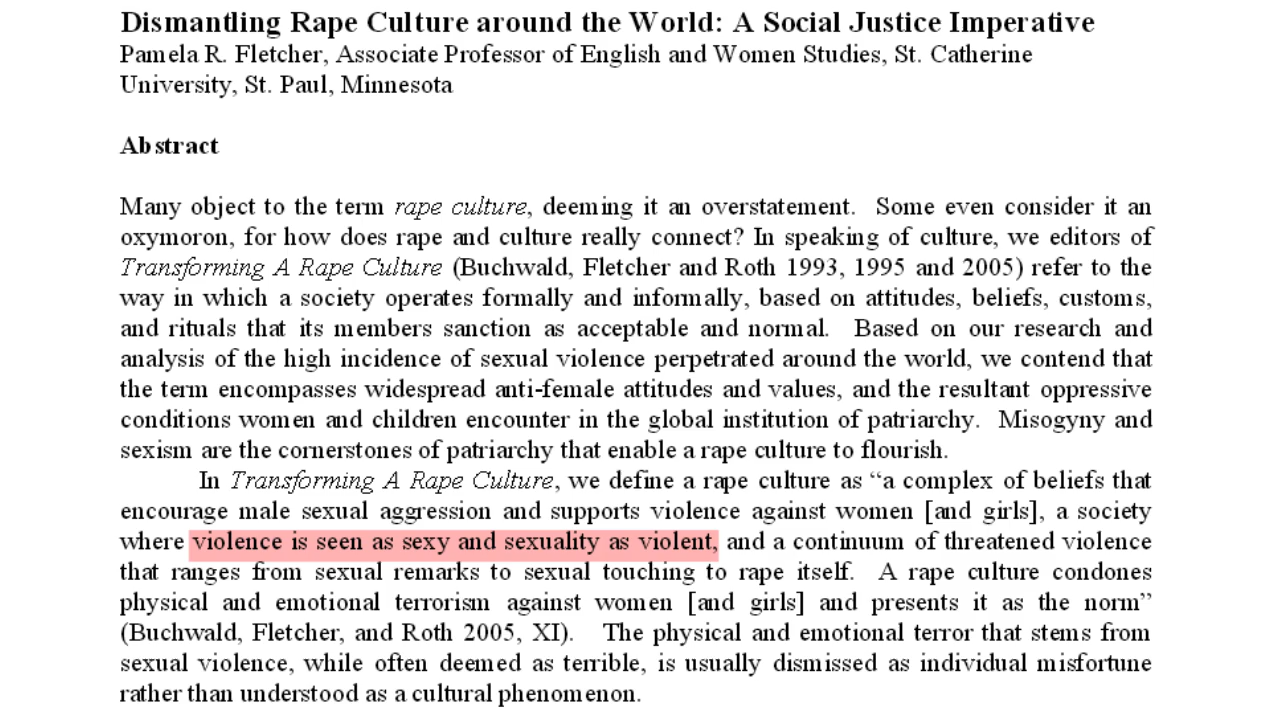 Dismantling Rape Culture around the World: A Social Justice Imperative
Pamela R. Fletcher, Associate Professor of English and Women Studies, St. Catherine
University, St. Paul, Minnesota
Abstract
Many object to the term rape culture, deeming it an overstatement. Some even consider it an
oxymoron, for how does rape and culture really connect? In speaking of culture, we editors of
Transforming A Rape Culture (Buchwald, Fletcher and Roth 1993, 1995 and 2005) refer to the
way in which a society operates formally and informally, based on attitudes, beliefs, customs,
and rituals that its members sanction as acceptable and normal. Based on our research and
analysis of the high incidence of sexual violence perpetrated around the world, we contend that
the term encompasses widespread anti-female attitudes and values, and the resultant oppressive
conditions women and children encounter in the global institution of patriarchy. Misogyny and
sexism are the cornerstones of patriarchy that enable a rape culture to flourish.
In Transforming A Rape Culture, we define a rape culture as “a complex of beliefs that
encourage male sexual aggression and supports violence against women [and girls], a society
where violence is seen as sexy and sexuality as violent, and a continuum of threatened violence
that ranges from sexual remarks to sexual touching to rape itself. A rape culture condones
physical and emotional terrorism against women [and girls] and presents it as the norm”
(Buchwald, Fletcher, and Roth 2005, XI). The physical and emotional terror that stems from
sexual violence, while often deemed as terrible, is usually dismissed as individual misfortune
rather than understood as a cultural phenomenon.